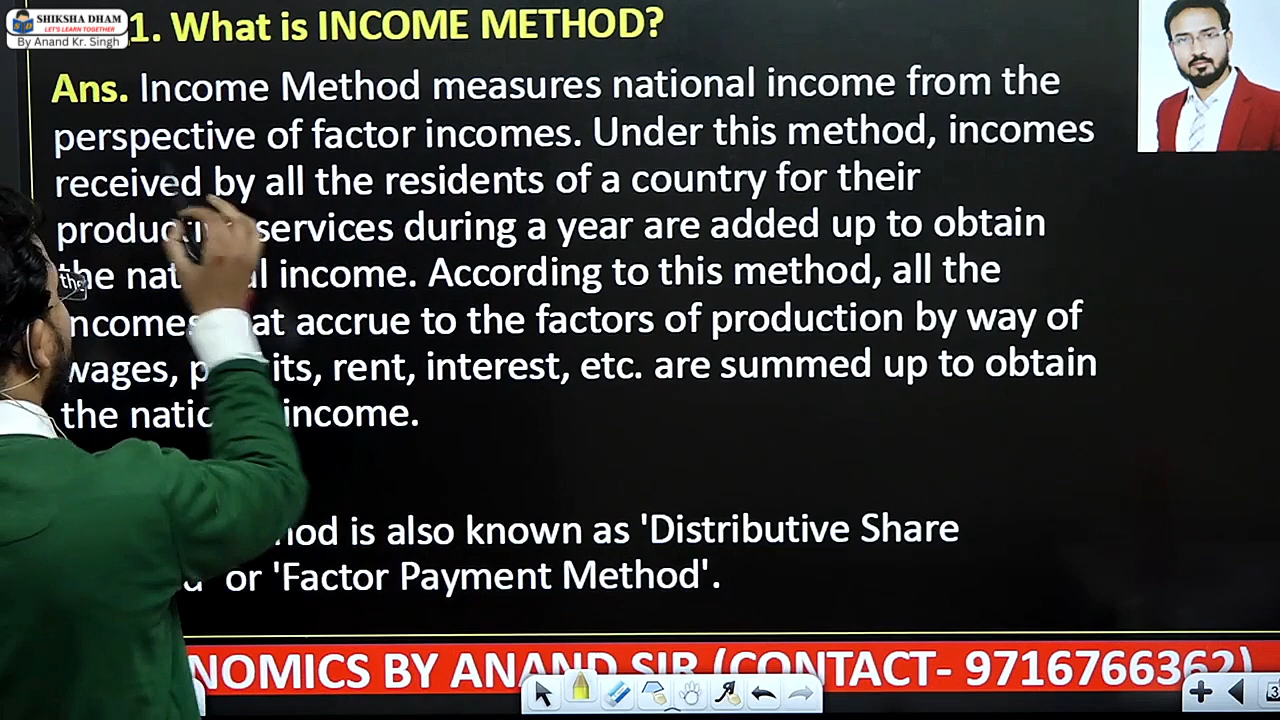 SHIKSHA DHAM
LET'S LEARN TOGETHER
By Anand Kr. Singh
1. What is INCOME METHOD?
Ans. Income Method measures national income from the
perspective of factor incomes. Under this method, incomes
received by all the residents of a country for their
services during a year are added up to obtain
the income. According to this method, all the
accrue to the factors of production by way of
wages, rent, interest, etc. are summed up to obtain
the income.
is also known as 'Distributive Share
or 'Factor Payment Method'.
BY ANAND SIR (CONTACT- 9716766362)